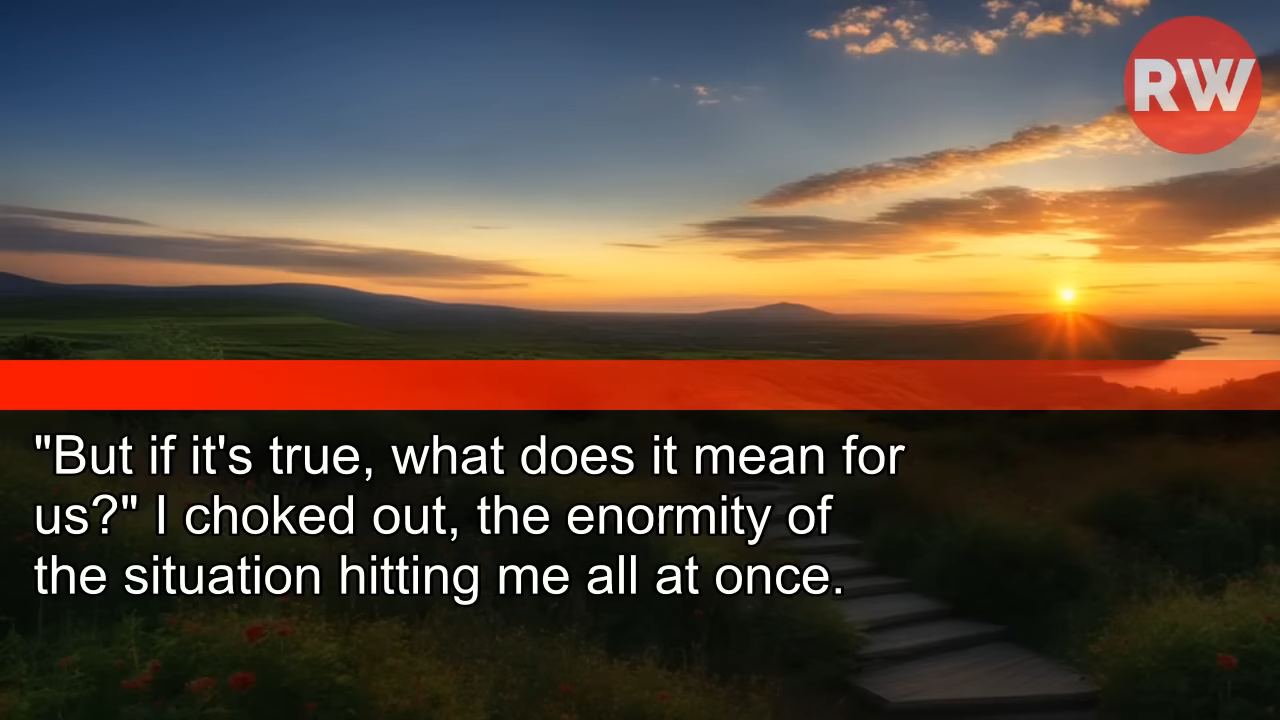 RW
"But if it's true, what does it mean for
us?" I choked out, the enormity of
the situation hitting me all at once.